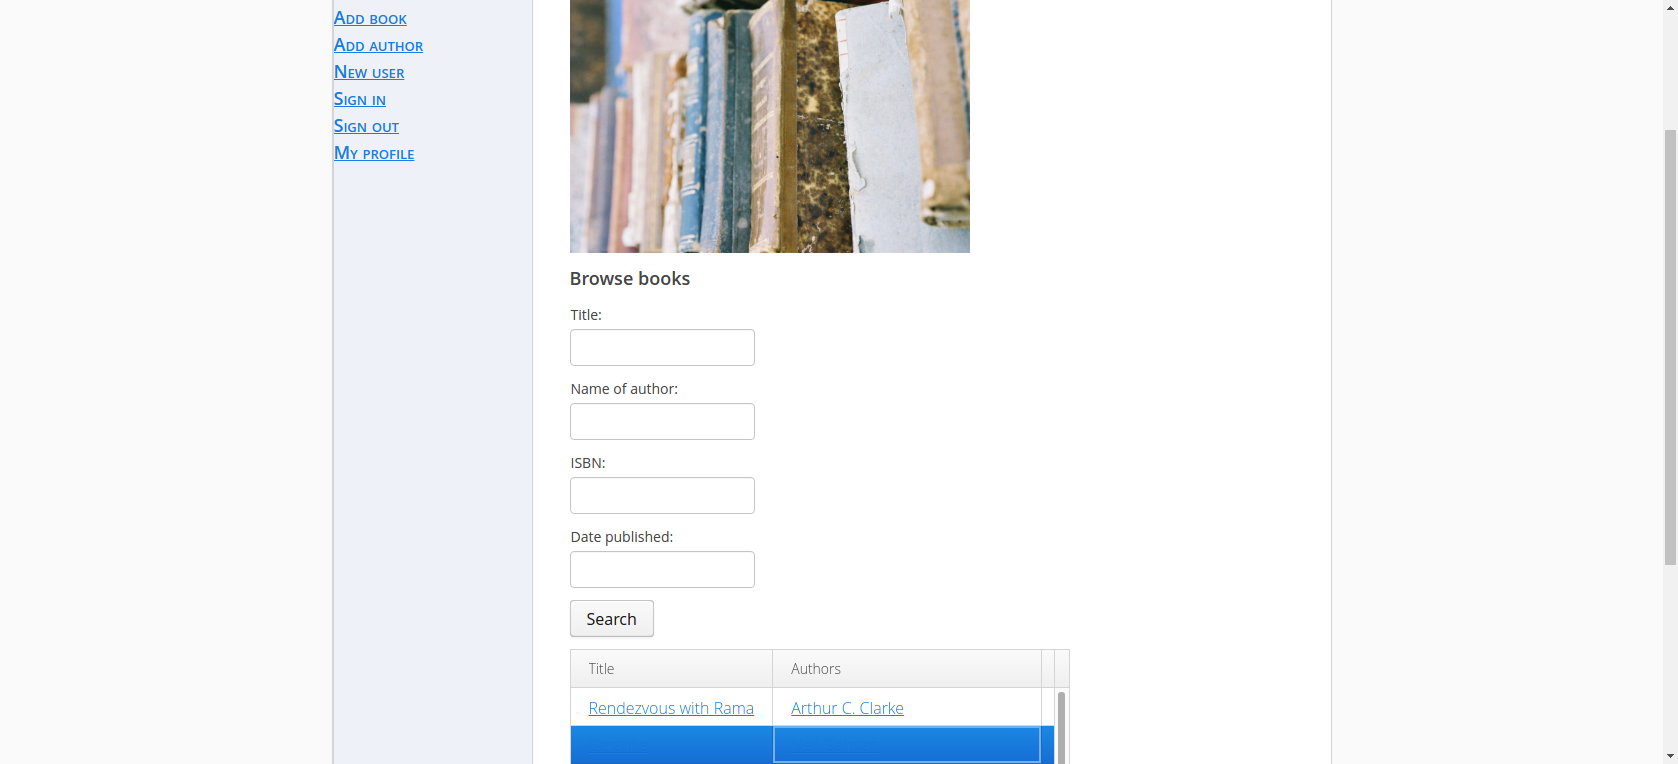 Add book
Add author
New user
Sign in
Sign out
My profile
Browse books
Title:
Name of author:
ISBN:
Date published:
Search
Title Authors
Rendezvous with Rama Arthur C. Clarke